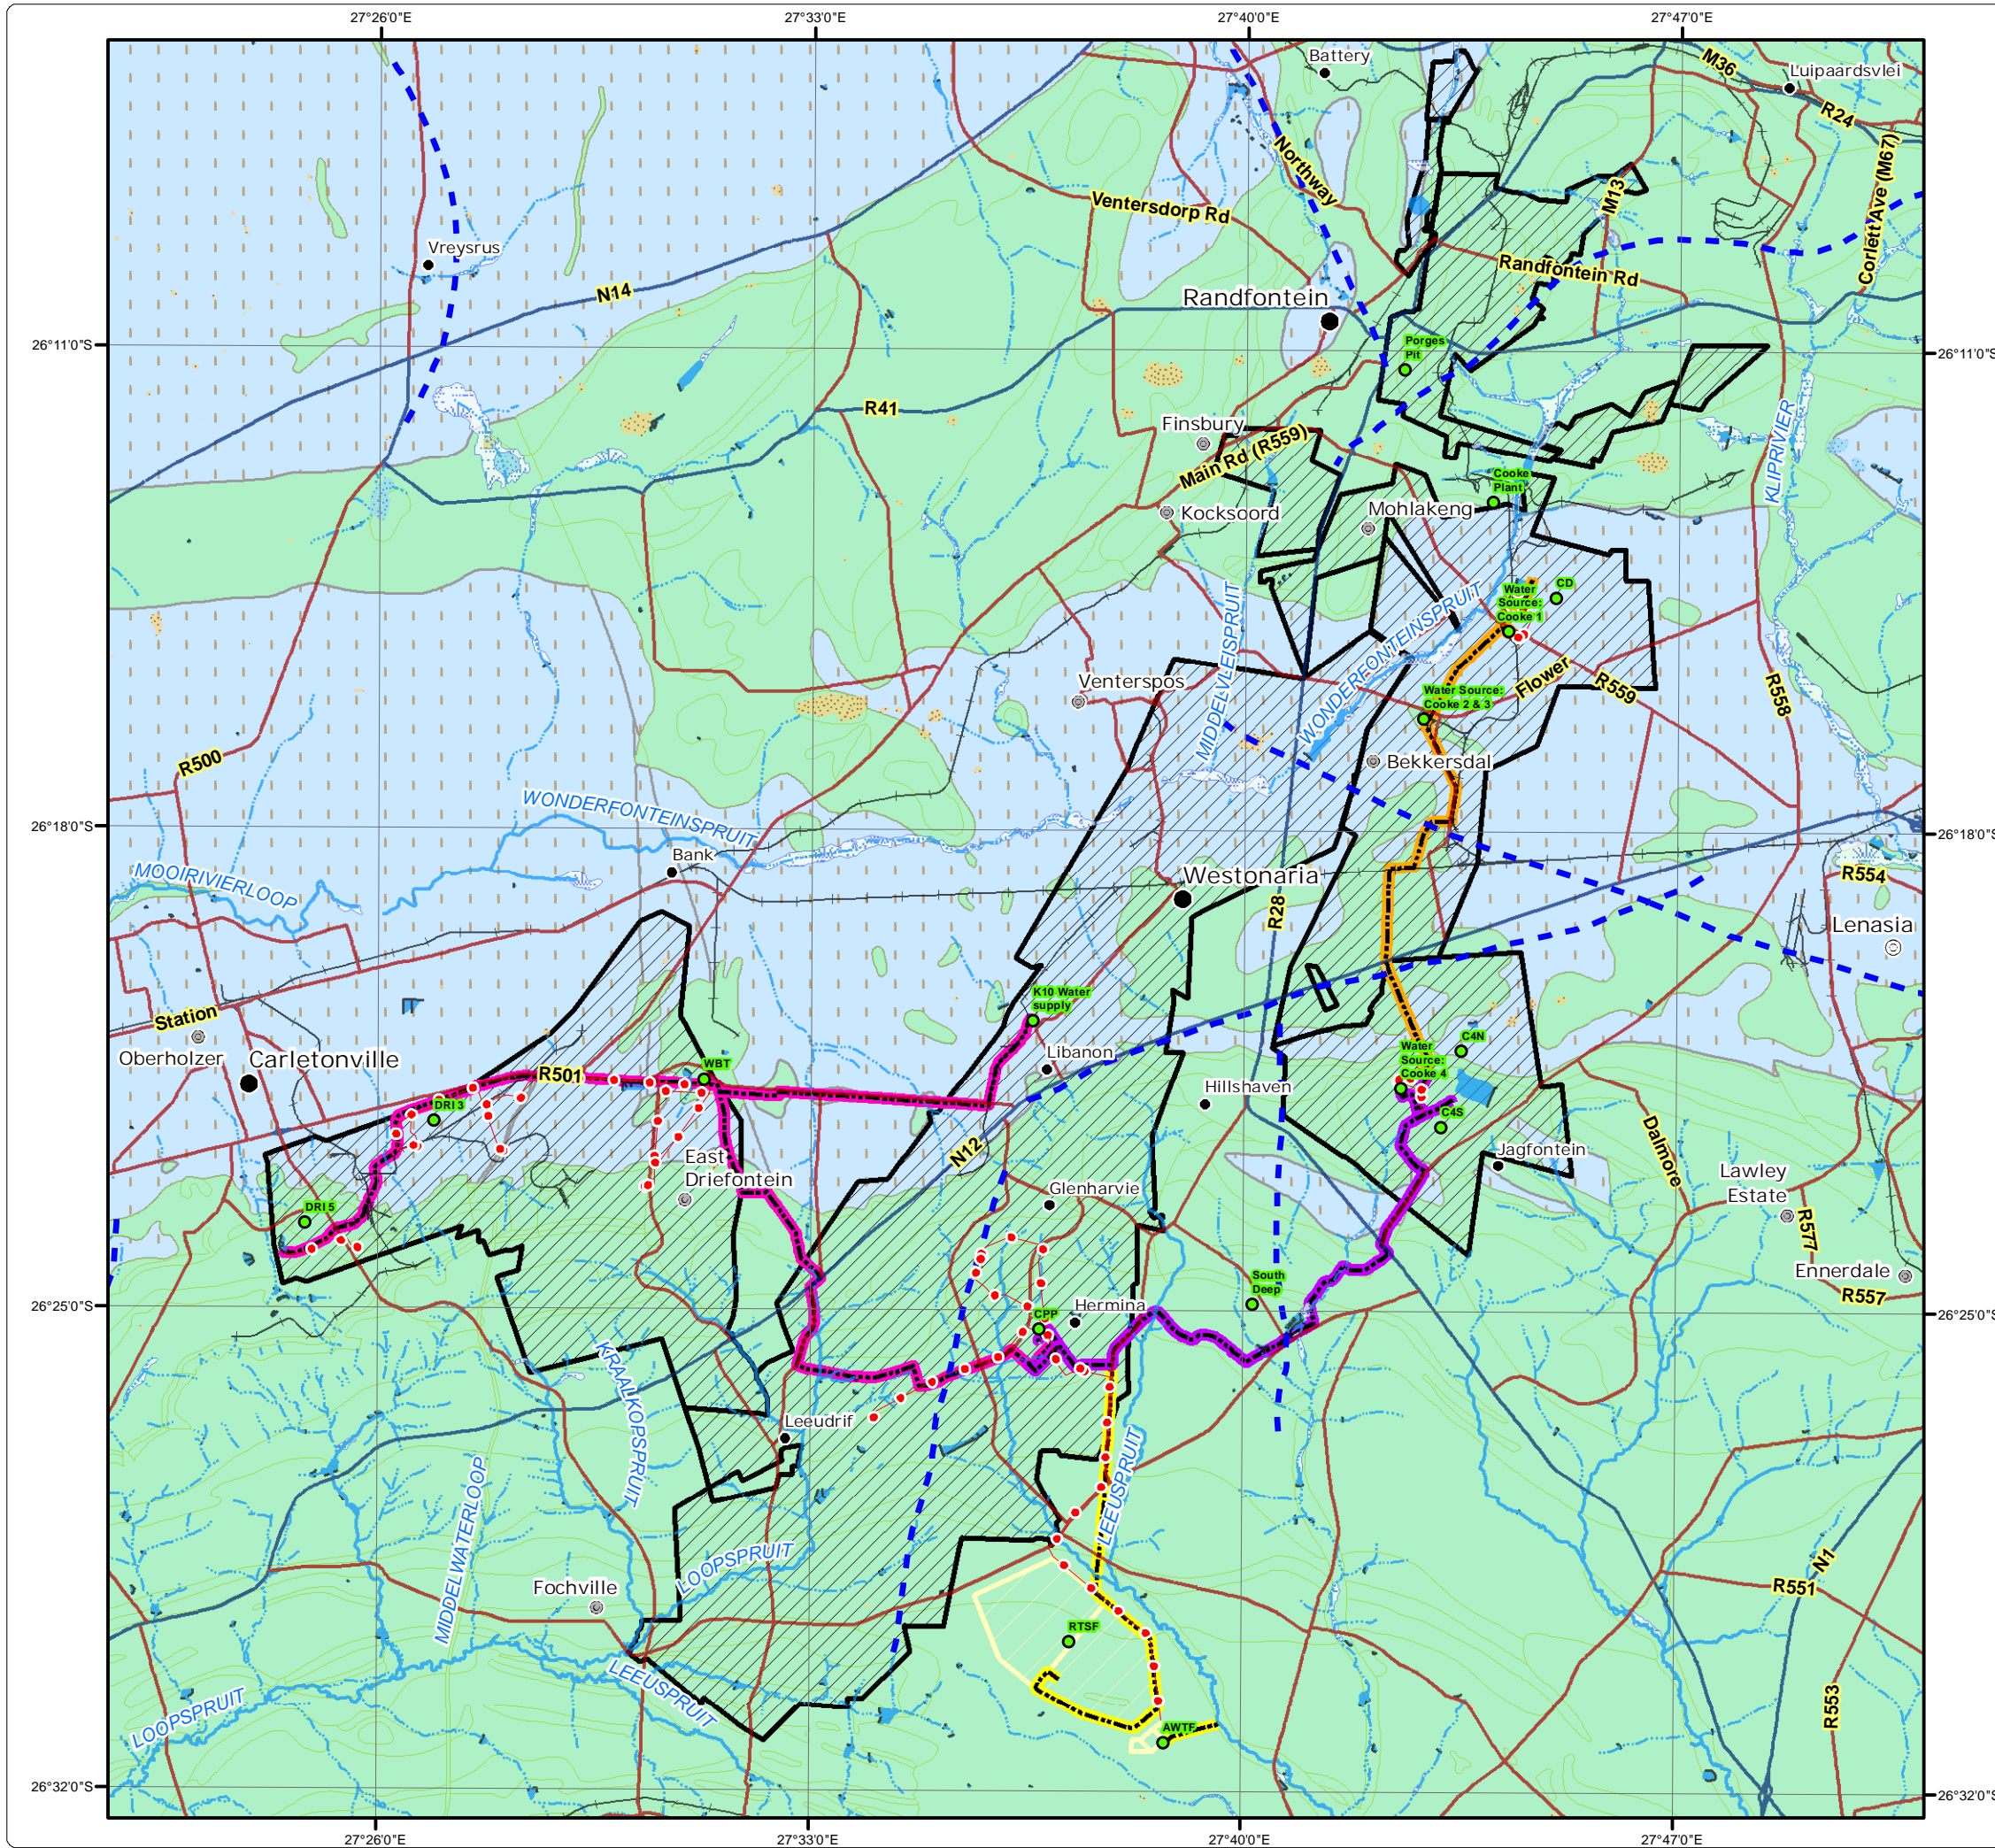 27°26'0"E
27°33'0"E
27°40'0"E
27°47'0"E
Battery
M36
Luipaardsvlei
R24
Northway
Corlett Ave (M67)
Ventersdorp Rd
M13
Vreysrus
Randfontein Rd
N14
Randfontein
26°11'0"S
26°11'0"S
Porges
Pit
R41
Finsbury
Main Rd (R559)
KLIPRIVIER
Cooke
Plant
Kocksoord
Mohlakeng
CD
Water
Source:
Cooke 1
MIDDELVLEISPRUIT
WONDERFONTEINSPRUIT
Venterspos
Flower
R559
Water Source:
Cooke 2 & 3
R558
R500
Bekkersdal
WONDERFONTEINSPRUIT
26°18'0"S
26°18'0"S
Bank
MOOIRIVIERLOOP
Westonaria
R554
R28
Lenasia
K10 Water
supply
Station
Oberholzer
Carletonville
WBT
R501
Libanon
Water
Source:
Cooke 4
C4N
Hillshaven
DRI 3
C4S
N12
Jagfontein
Dalmore
East
Driefontein
Lawley
Estate
Glenharvie
DRI 5
R577
Ennerdale
South
Deep
R557
26°25'0"S
26°25'0"S
CPP
Hermina
KRAALKOPSPRUIT
Leeudrif
LEEUSPRUIT
MIDDELWATERLOOP
LOOPSPRUIT
N1
R551
Fochville
RTSF
LEEUSPRUIT
LOOPSPRUIT
R553
AWTF
26°32'0"S
26°32'0"S
27°26'0"E
27°33'0"E
27°40'0"E
27°47'0"E